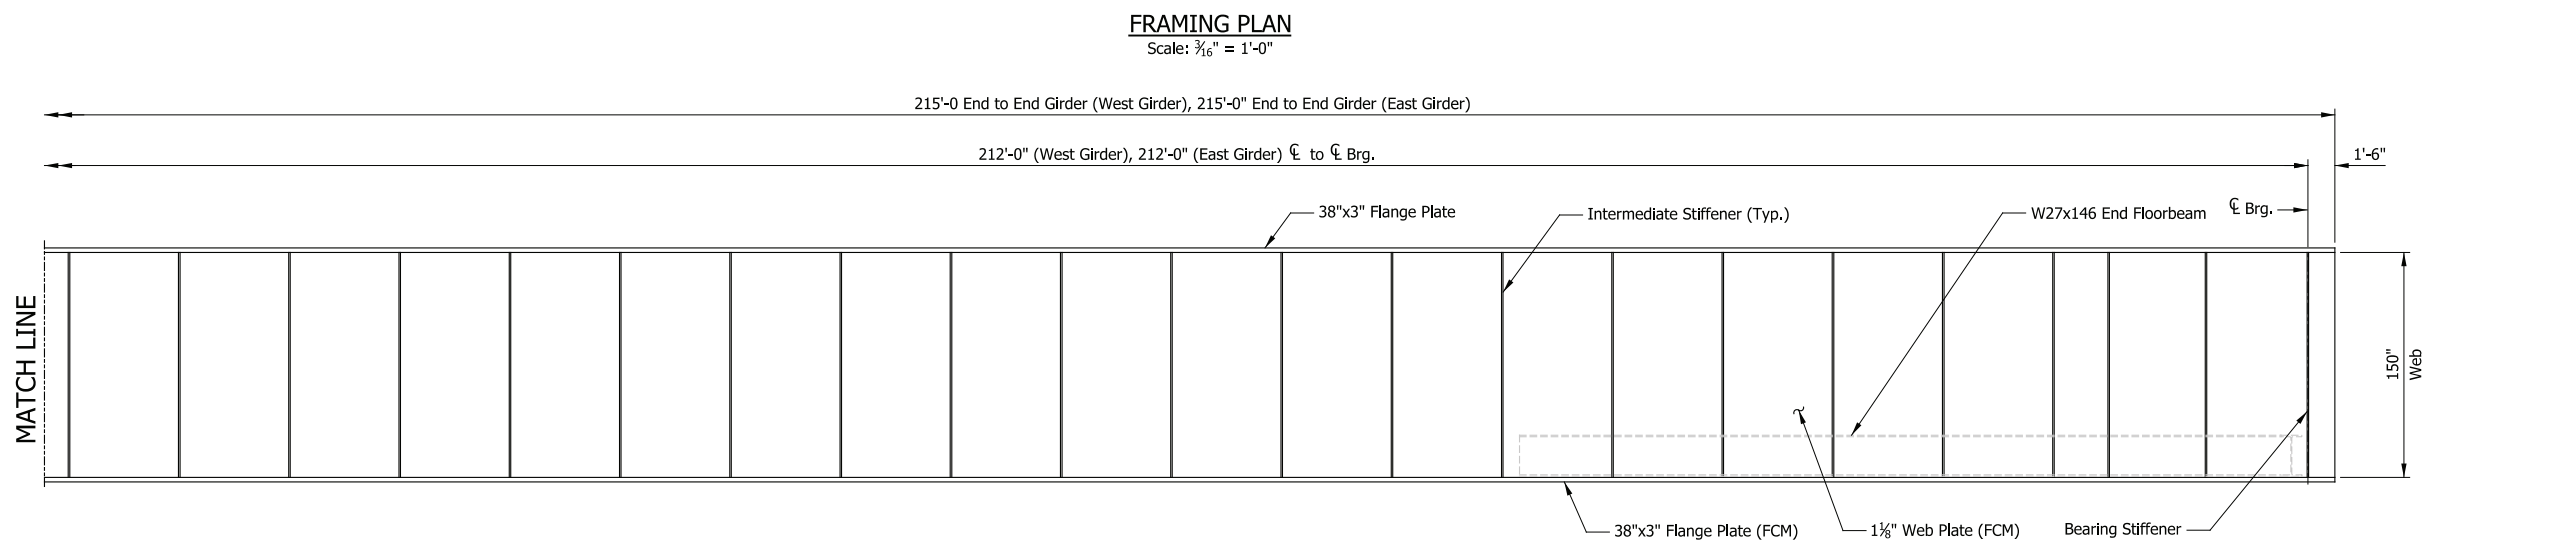 FRAMING PLAN
Scale: 3⁄16" = 1'-0"
215'-0 End to End Girder (West Girder), 215'-0" End to End Girder (East Girder)
212'-0" (West Girder), 212'-0" (East Girder) ℄ to ℄ Brg.
1'-6"
38"x3" Flange Plate
Intermediate Stiffener (Typ.)
W27x146 End Floorbeam
℄ Brg.
MATCH LINE
150"
Web
38"x3" Flange Plate (FCM)
1⅛" Web Plate (FCM)
Bearing Stiffener